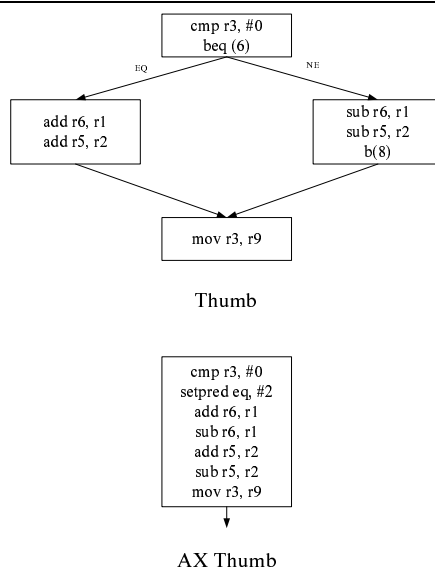 cmp r3, #0
beq (6)
EQ
NE
add r6, r1
add r5, r2
sub r6, r1
sub r5, r2
b(8)
mov r3, r9
Thumb
cmp r3, #0
setpred eq, #2
add r6, r1
sub r6, r1
add r5, r2
sub r5, r2
mov r3, r9
AX Thumb